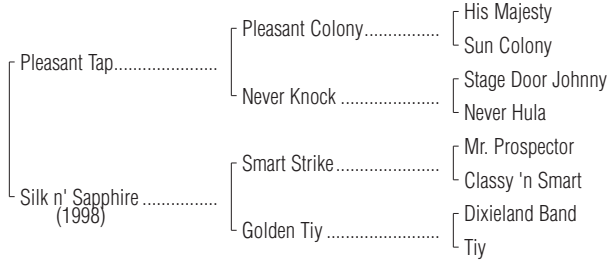 His Majesty
Pleasant Colony................
Sun Colony
Pleasant Tap......................
Stage Door Johnny
Never Knock .....................
Never Hula
Mr. Prospector
Smart Strike......................
Classy 'n Smart
Silk n' Sapphire ................
(1998)
Dixieland Band
Golden Tiy ........................
Tiy